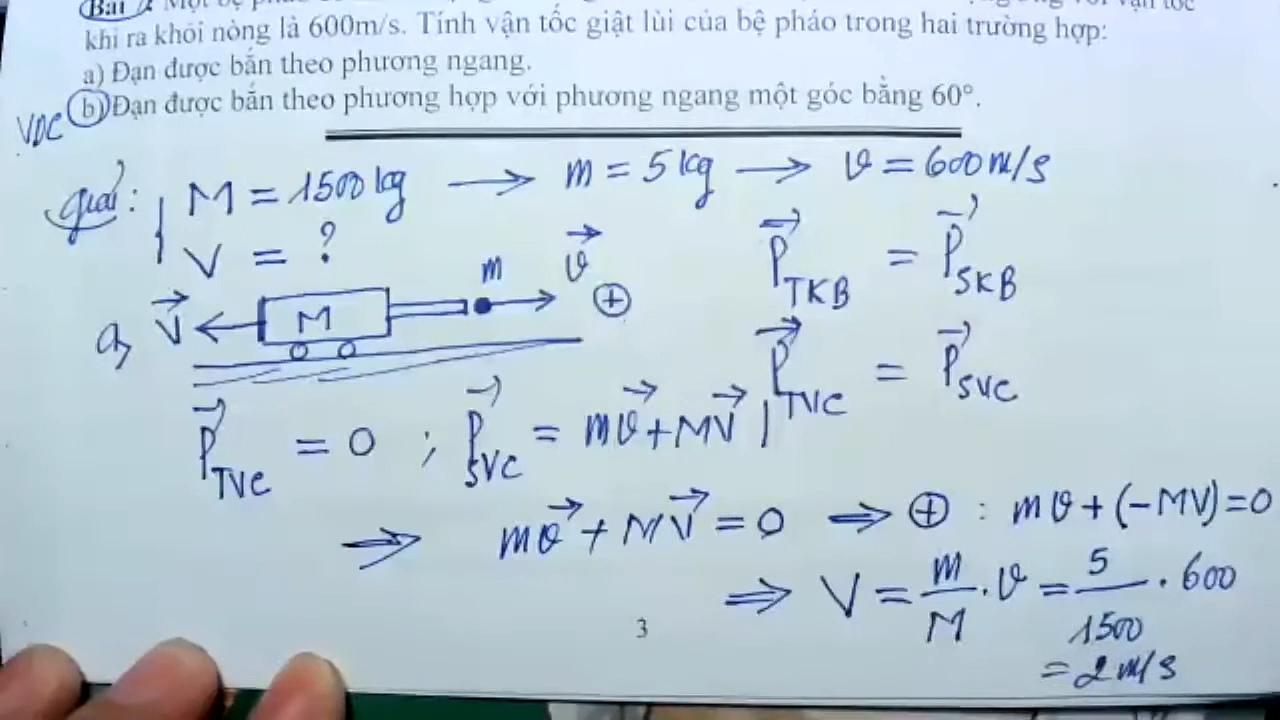 Bài
khi ra khỏi nòng là 600m/s. Tính vận tốc giật lùi của bệ pháo trong hai trường hợp:
a) Đạn được bắn theo phương ngang.
b) Đạn được bắn theo phương hợp với phương ngang một góc bằng 60°.
VDC
Giải: M = 1500 kg → m = 5 kg → v = 600 m/s
V = ?
P⃗TKB = P⃗SKB
a, V⃗ M m v⃗ ⊕
P⃗TVC = P⃗SVC
P⃗TVC = 0 ; P⃗SVC = mv⃗ + MV⃗
⇒ mv⃗ + MV⃗ = 0 ⇒ ⊕ : mv + (-MV) = 0
⇒ V = m/M · v = 5/1500 · 600
= 2 m/s
3